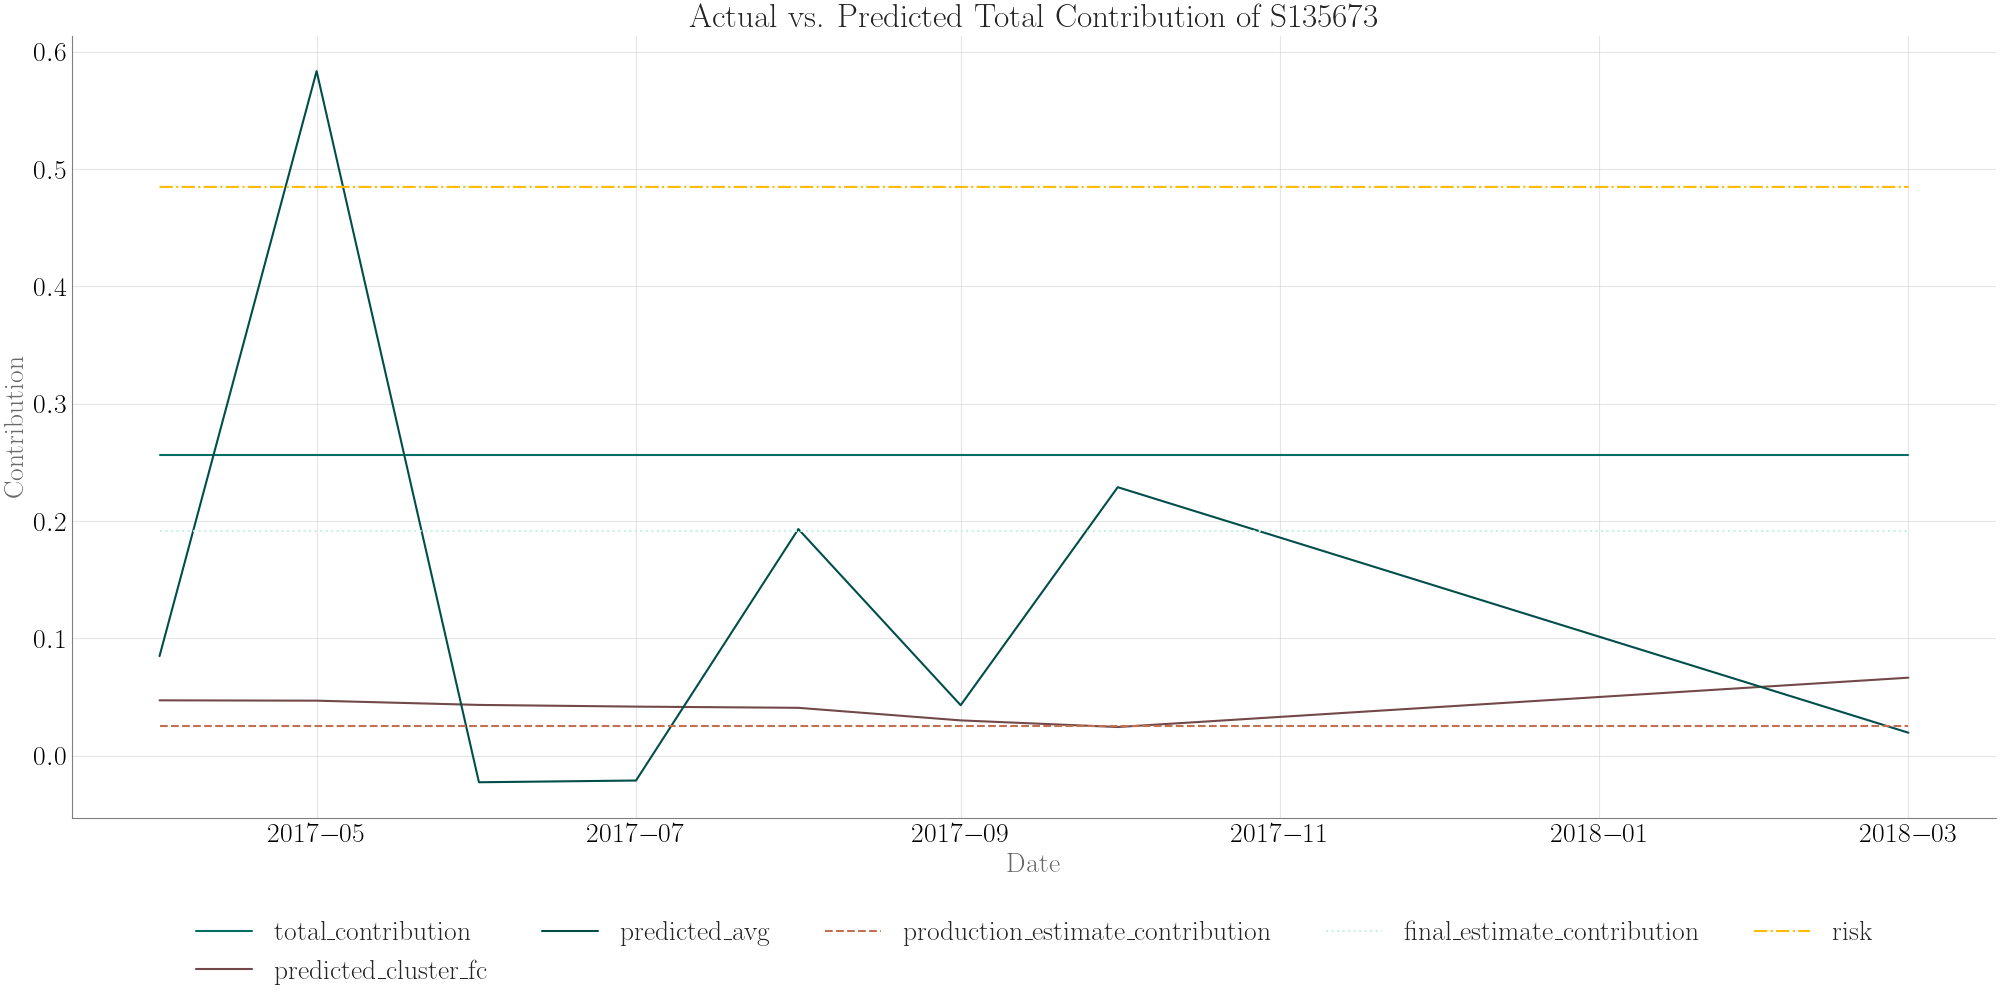 Actual vs. Predicted Total Contribution of S135673
0.6
0.5
0.4
0.3
0.2
0.1
0.0
Contribution
2017–05 2017–07 2017–09 2017–11 2018–01 2018–03
Date
total_contribution predicted_avg production_estimate_contribution final_estimate_contribution risk
predicted_cluster_fc